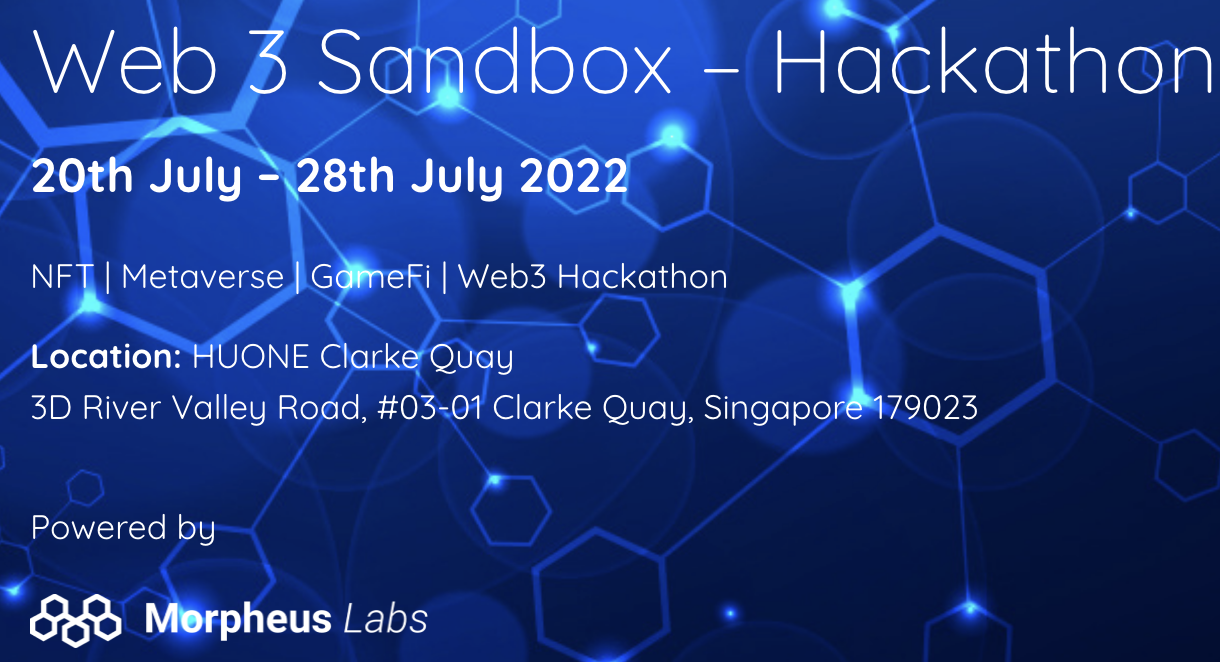 Web 3 Sandbox – Hackathon
20th July – 28th July 2022
NFT | Metaverse | GameFi | Web3 Hackathon
Location: HUONE Clarke Quay
3D River Valley Road, #03-01 Clarke Quay, Singapore 179023
Powered by
Morpheus Labs